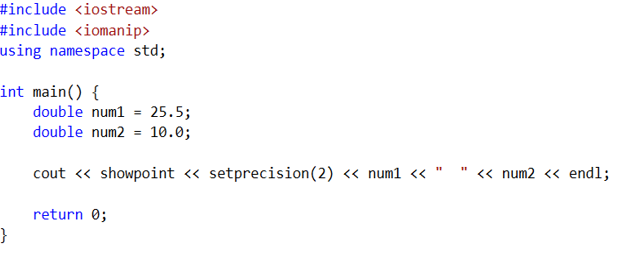 #include <iostream>
#include <iomanip>
using namespace std;
int main() {
double num1 = 25.5;
double num2 = 10.0;
cout << showpoint << setprecision(2) << num1 << "  " << num2 << endl;
return 0;
}